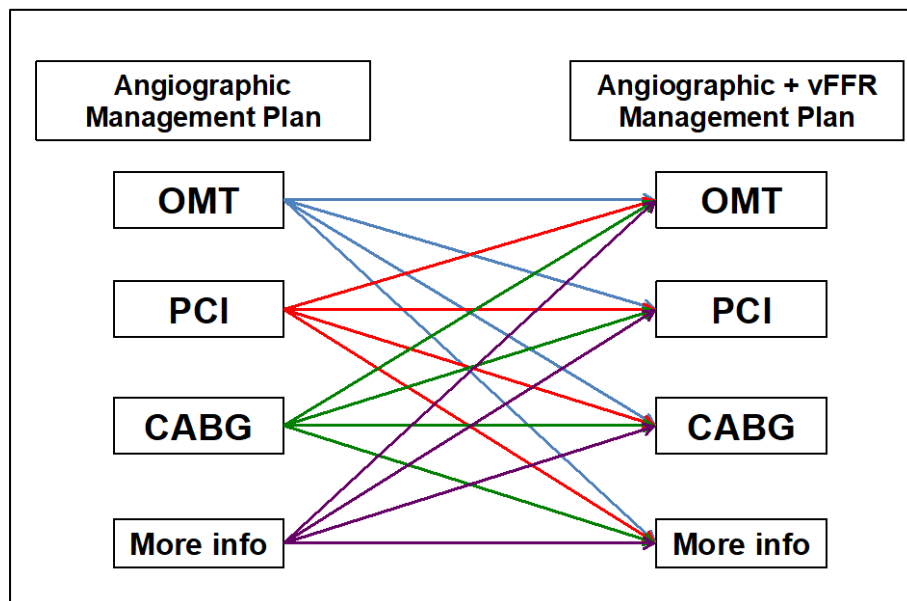 Angiographic
Management Plan
Angiographic + vFFR
Management Plan
OMT
OMT
PCI
PCI
CABG
CABG
More info
More info